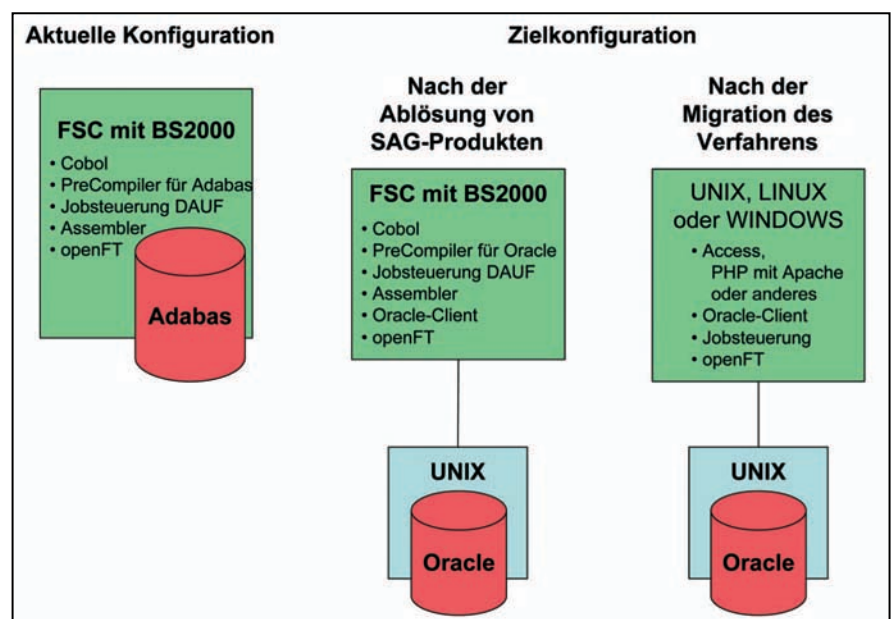 Aktuelle Konfiguration
FSC mit BS2000
• Cobol
• PreCompiler für Adabas
• Jobsteuerung DAUF
• Assembler
• openFT
Adabas
Zielkonfiguration
Nach der
Ablösung von
SAG-Produkten
FSC mit BS2000
• Cobol
• PreCompiler für Oracle
• Jobsteuerung DAUF
• Assembler
• Oracle-Client
• openFT
UNIX
Oracle
Nach der
Migration des
Verfahrens
UNIX, LINUX
oder WINDOWS
• Access,
PHP mit Apache
oder anderes
• Oracle-Client
• Jobsteuerung
• openFT
UNIX
Oracle